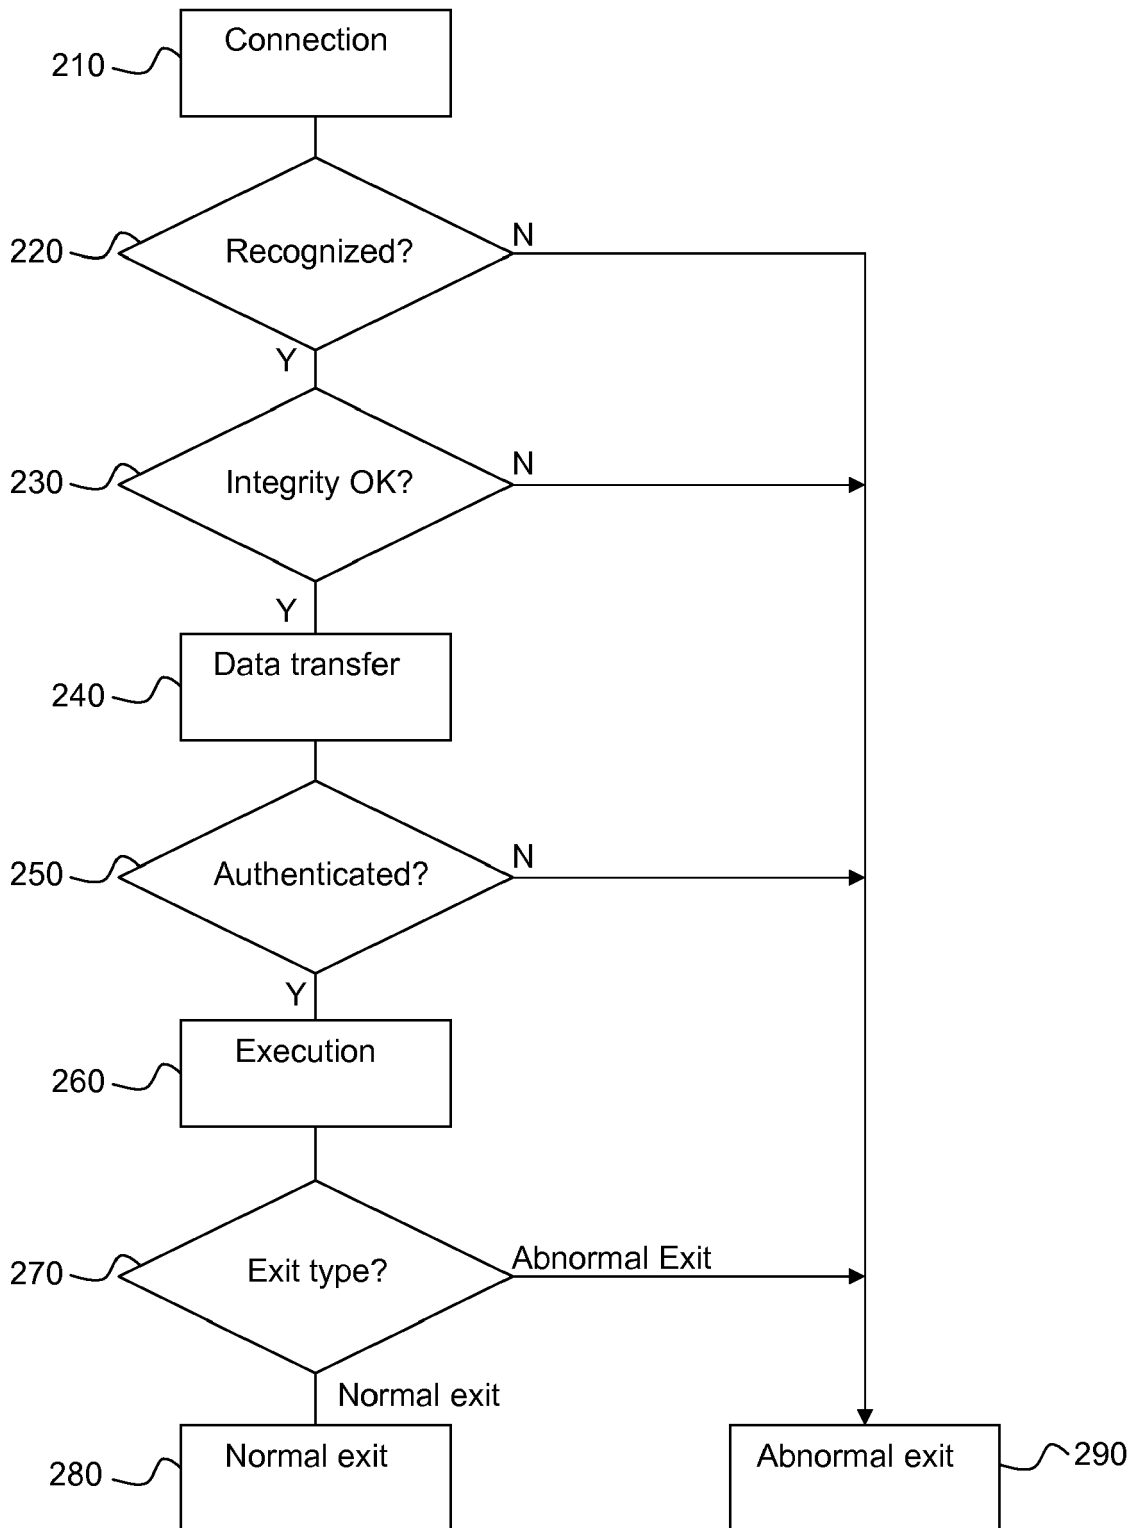 Connection
210
N
220
Recognized?
Y
N
230
Integrity OK?
Y
Data transfer
240
N
250
Authenticated?
Y
Execution
260
Abnormal Exit
270
Exit type?
Normal exit
Normal exit
280
Abnormal exit
290